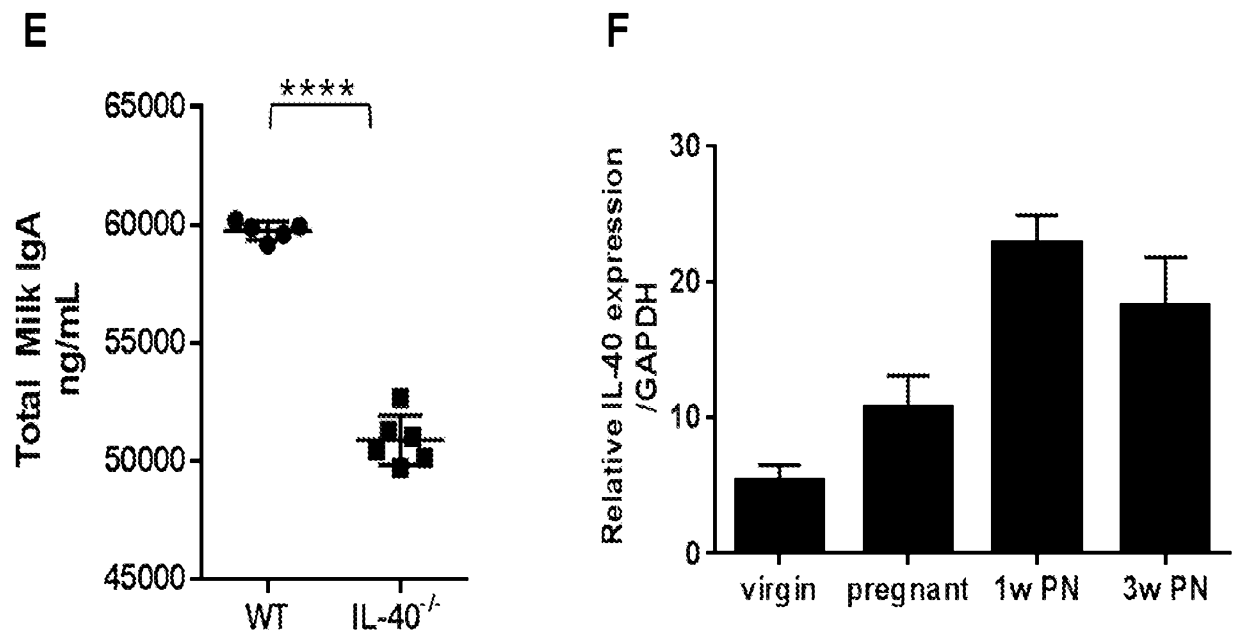 E
****
65000
60000
55000
50000
45000
Total Milk IgA
ng/mL
WT
IL-40-/-
F
30
20
10
0
Relative IL-40 expression
/GAPDH
virgin
pregnant
1w PN
3w PN